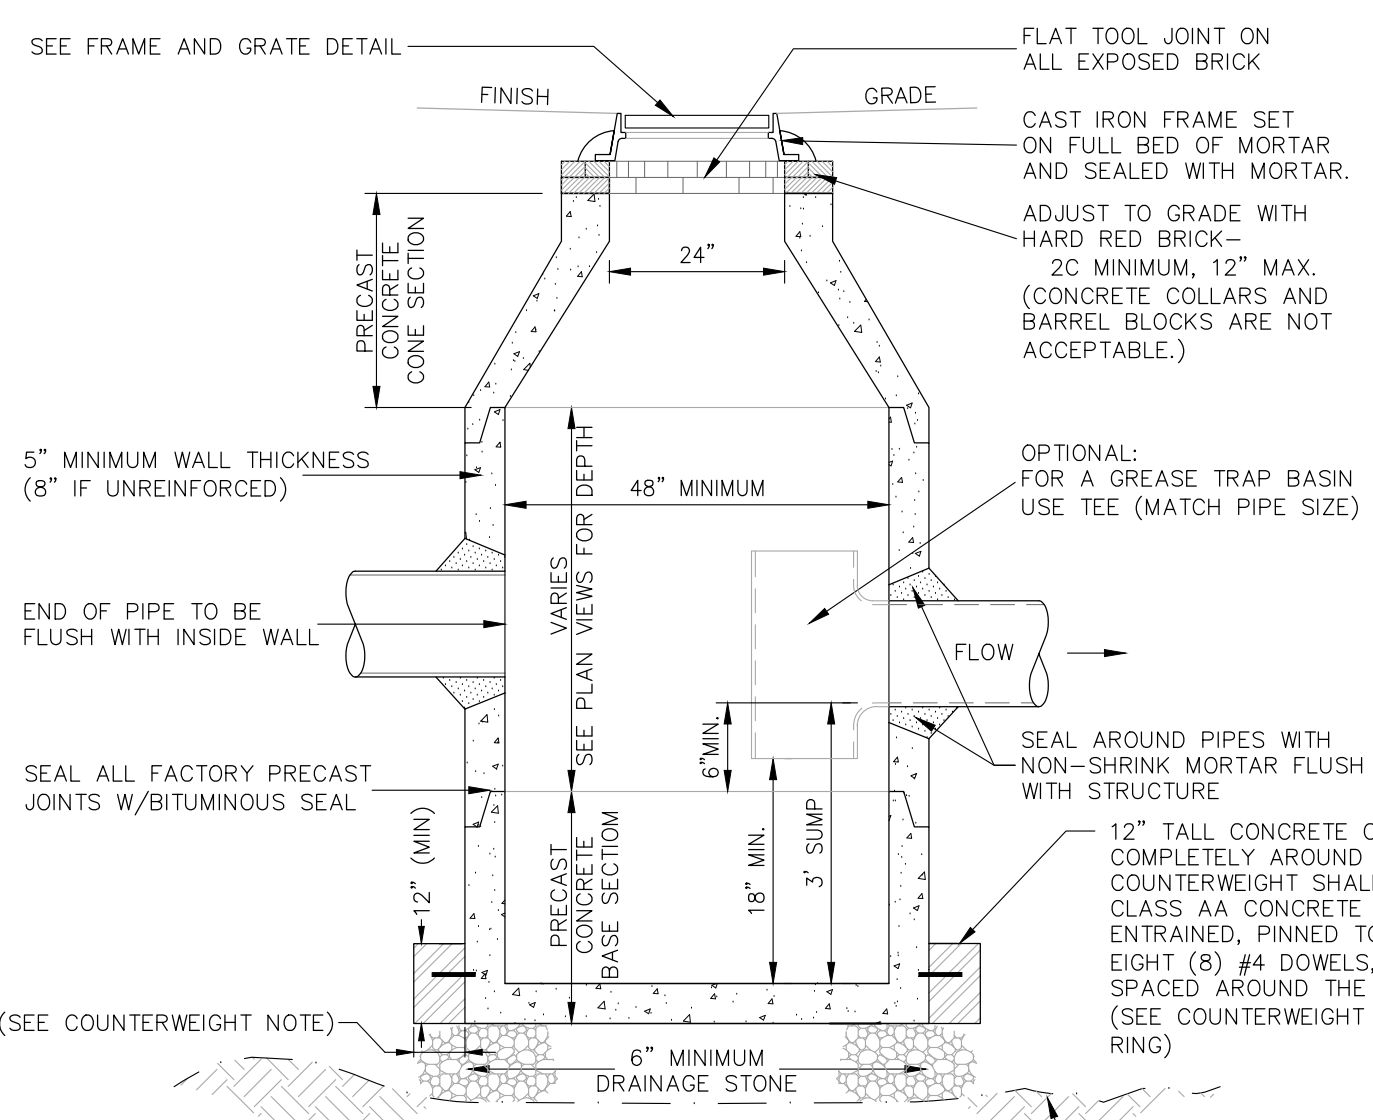 SEE FRAME AND GRATE DETAIL
FLAT TOOL JOINT ON
ALL EXPOSED BRICK
FINISH
GRADE
CAST IRON FRAME SET
ON FULL BED OF MORTAR
AND SEALED WITH MORTAR.
ADJUST TO GRADE WITH
HARD RED BRICK–
2C MINIMUM, 12" MAX.
(CONCRETE COLLARS AND
BARREL BLOCKS ARE NOT
ACCEPTABLE.)
PRECAST
CONCRETE
CONE SECTION
24"
5" MINIMUM WALL THICKNESS
(8" IF UNREINFORCED)
48" MINIMUM
OPTIONAL:
FOR A GREASE TRAP BASIN
USE TEE (MATCH PIPE SIZE)
VARIES
SEE PLAN VIEWS FOR DEPTH
END OF PIPE TO BE
FLUSH WITH INSIDE WALL
FLOW
6"MIN.
SEAL AROUND PIPES WITH
NON–SHRINK MORTAR FLUSH
WITH STRUCTURE
SEAL ALL FACTORY PRECAST
JOINTS W/BITUMINOUS SEAL
12" (MIN)
PRECAST
CONCRETE
BASE SECTIOM
18" MIN.
3' SUMP
12" TALL CONCRETE
COMPLETELY AROUND
COUNTERWEIGHT
CLASS AA CONCRETE
ENTRAINED, PINNED
EIGHT (8) #4 DOWELS,
SPACED AROUND THE
(SEE COUNTERWEIGHT
RING)
(SEE COUNTERWEIGHT NOTE)
6" MINIMUM
DRAINAGE STONE